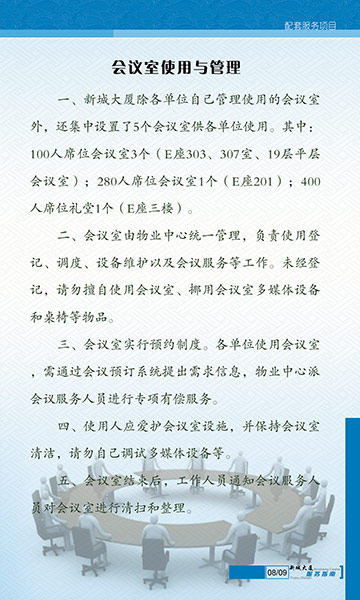 配套服务项目
会议室使用与管理
一、新城大厦除各单位自己管理使用的会议室
外，还集中设置了5个会议室供各单位使用。其中：
100人席位会议室3个（E座303、307室、19层平层
会议室）；280人席位会议室1个（E座201）；400
人席位礼堂1个（E座三楼）。
二、会议室由物业中心统一管理，负责使用登
记、调度、设备维护以及会议服务等工作。未经登
记，请勿擅自使用会议室、挪用会议室多媒体设备
和桌椅等物品。
三、会议室实行预约制度。各单位使用会议室
，需通过会议预订系统提出需求信息，物业中心派
会议服务人员进行专项有偿服务。
四、使用人应爱护会议室设施，并保持会议室
清洁，请勿自己调试多媒体设备等。
五、会议室结束后，工作人员通知会议服务人
员对会议室进行清扫和整理。
08/09
新城大厦
服务指南